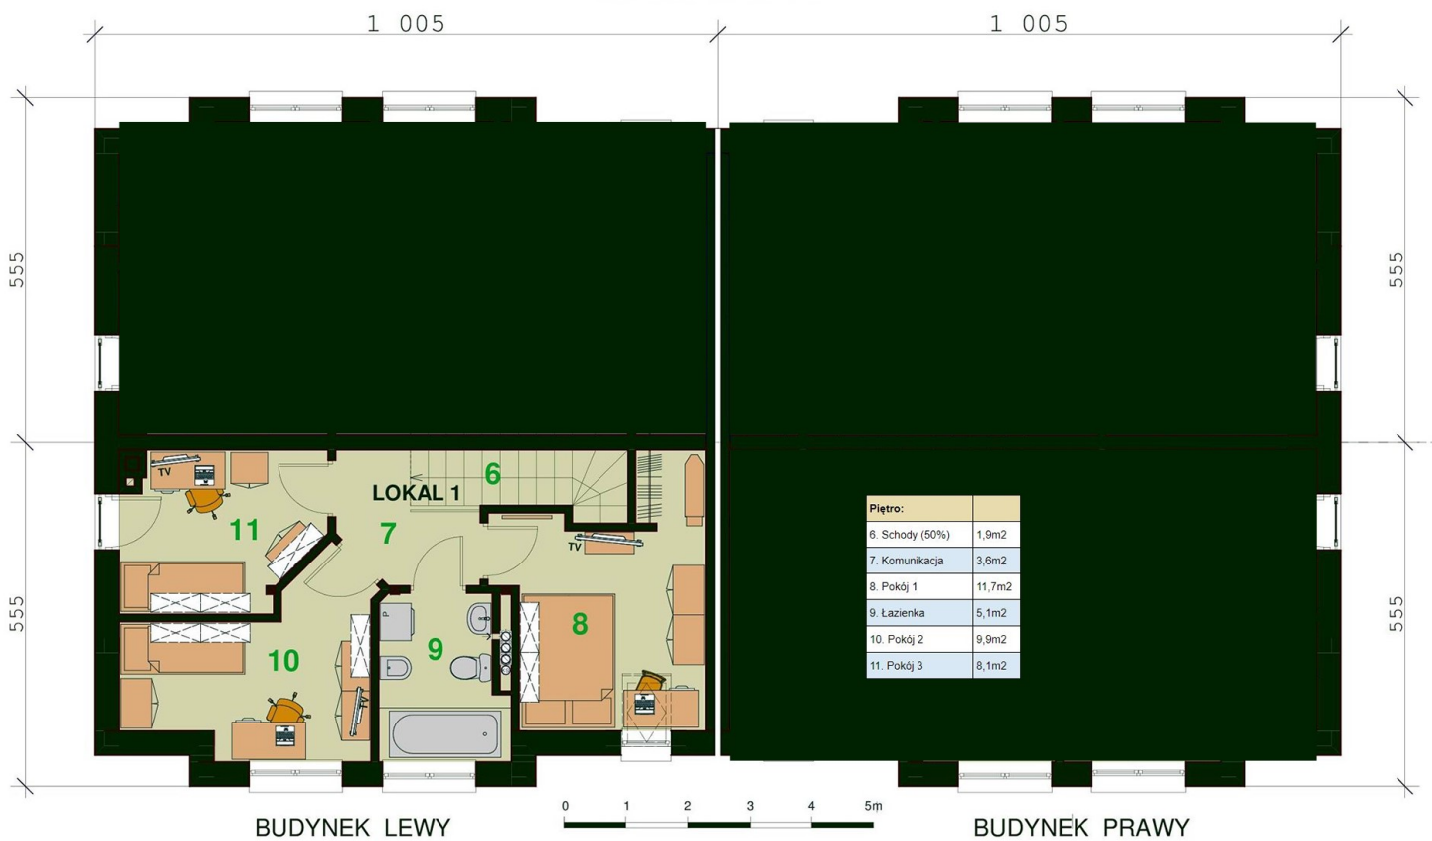 1 005 1 005
555 555
TV
6
LOKAL 1
11 7
TV
Piętro:
6. Schody (50%) 1,9m2
7. Komunikacja 3,6m2
8. Pokój 1 11,7m2
9. Łazienka 5,1m2
10. Pokój 2 9,9m2
11. Pokój 3 8,1m2
555 555
P
8
9
10
TV
0 1 2 3 4 5m
BUDYNEK LEWY BUDYNEK PRAWY